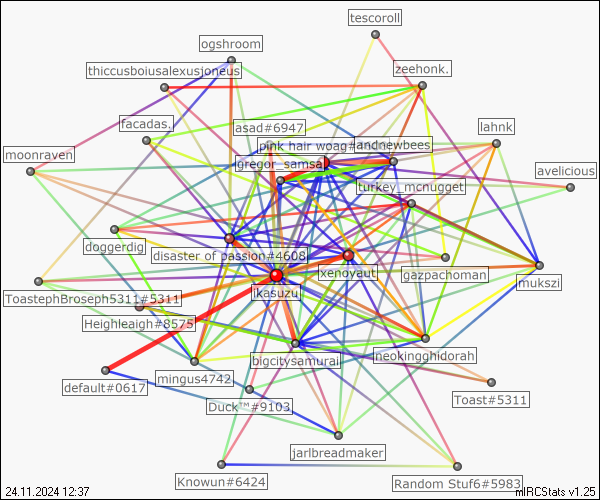 tescoroll
ogshroom
thiccusboiusalexusjoneus
zeehonk.
facadas.
asad#6947
lahnk
pink hair woag
andnewbees
moonraven
gregor_samsa
avelicious
turkey_mcnugget
doggerdig
disaster of passion#4608
xenoyaut
gazpachoman
mukszi
ikasuzu
ToastephBroseph5311#5311
Heighleaigh#8575
bigcitysamurai
neokingghidorah
default#0617
mingus4742
Toast#5311
Duck™#9103
jarlbreadmaker
Knowun#6424
Random Stuf6#5983
24.11.2024 12:37
mIRCStats v1.25